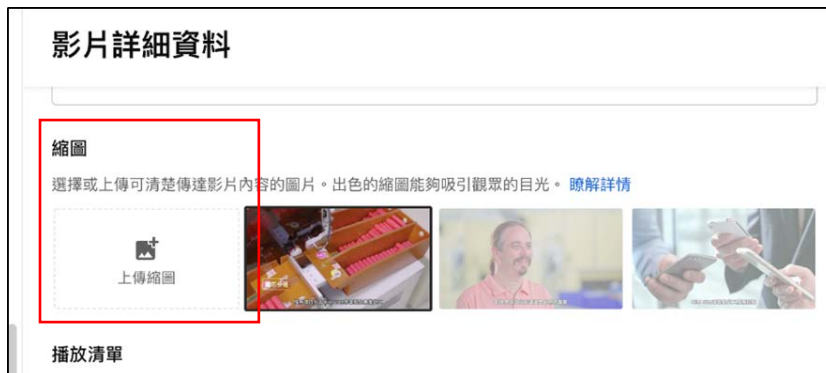 影片詳細資料
縮圖
選擇或上傳可清楚傳達影片內容的圖片。出色的縮圖能夠吸引觀眾的目光。 瞭解詳情
上傳縮圖
播放清單